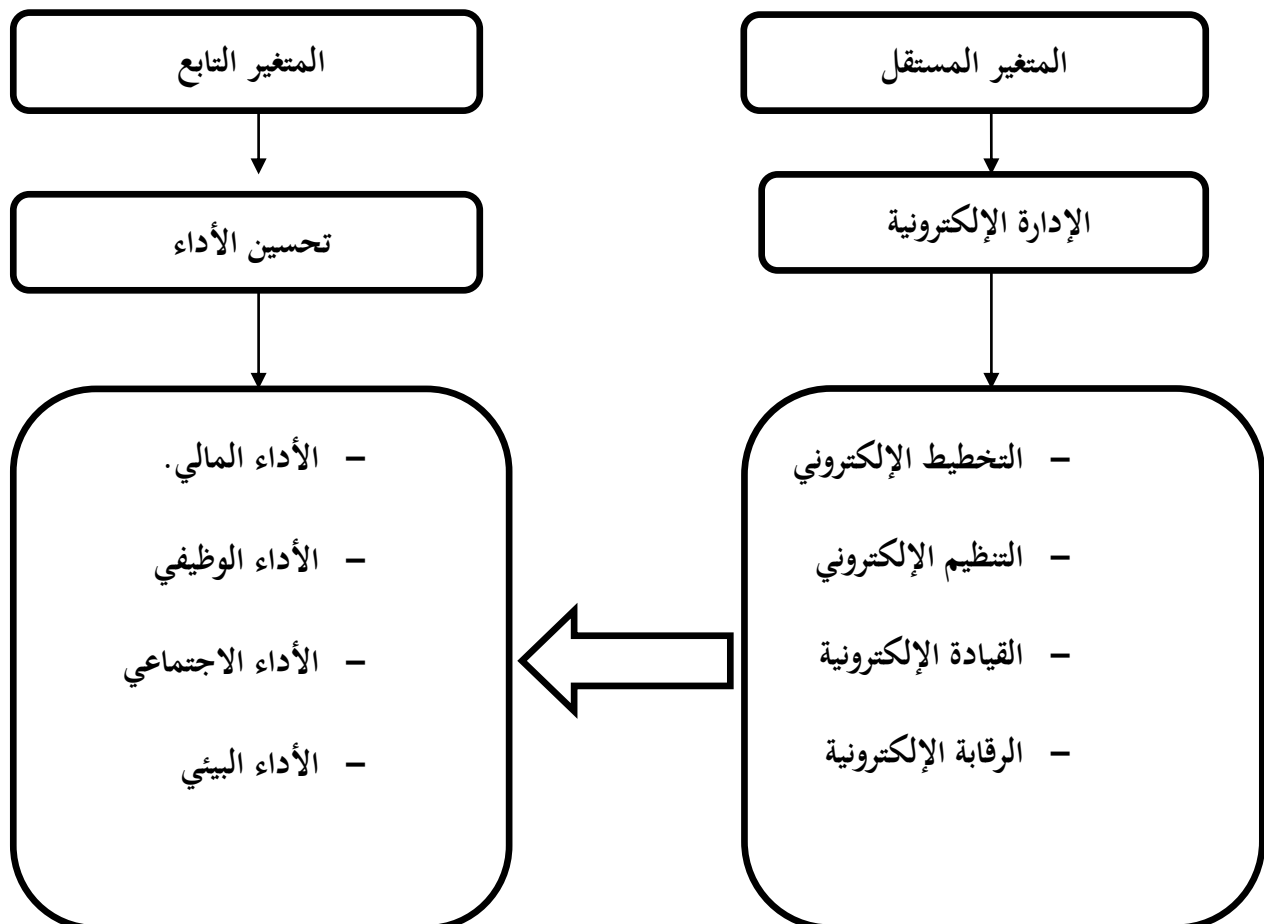 المتغير المستقل
الإدارة الإلكترونية
– التخطيط الإلكتروني
– التنظيم الإلكتروني
– القيادة الإلكترونية
– الرقابة الإلكترونية
المتغير التابع
تحسين الأداء
– الأداء المالي.
– الأداء الوظيفي
– الأداء الاجتماعي
– الأداء البيئي